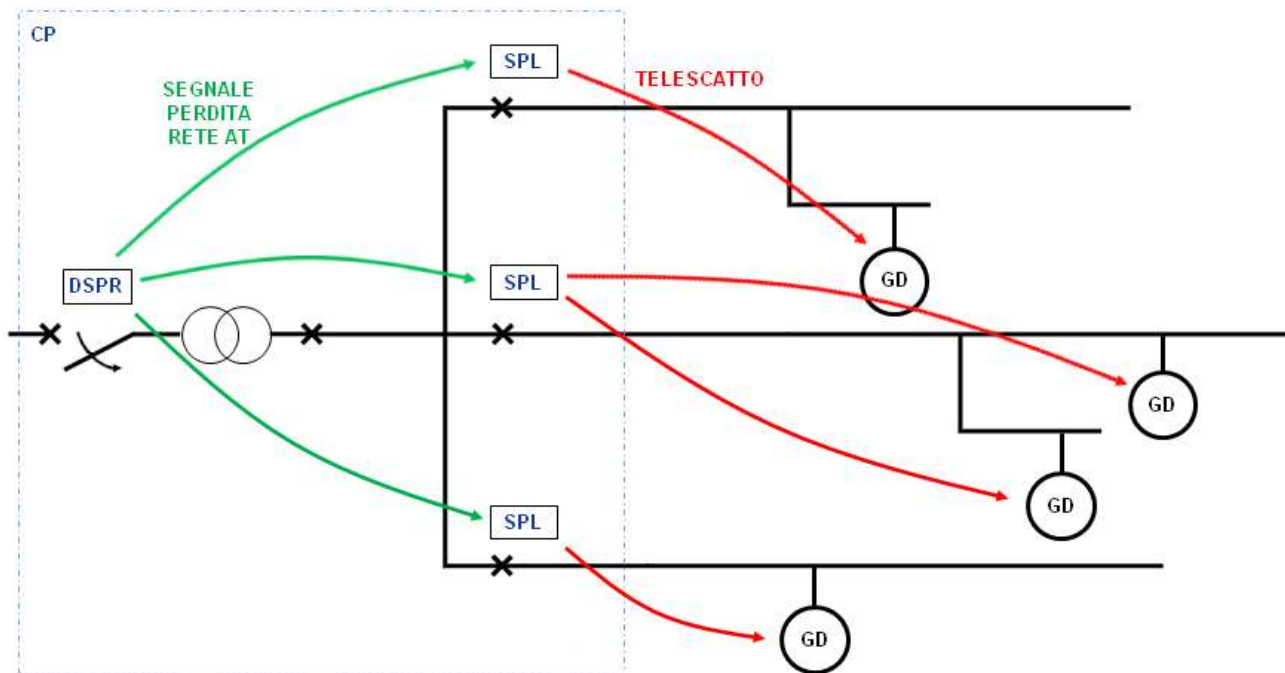 CP
SPL
TELESCATTO
SEGNALE
PERDITA
RETE AT
GD
DSPR
SPL
GD
GD
SPL
GD